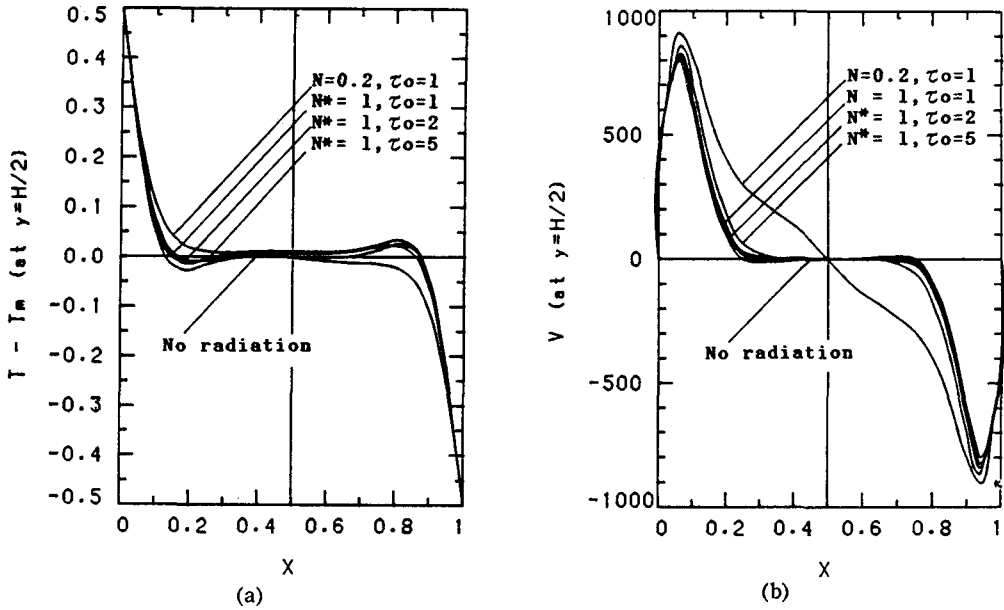 0.5
0.4
0.3
0.2
0.1
0.0
-0.1
-0.2
-0.3
-0.4
-0.5
T - Tm (at y=H/2)
N=0.2, τo=1
N*= 1, τo=1
N*= 1, τo=2
N*= 1, τo=5
No radiation
0 0.2 0.4 0.6 0.8 1
X
(a)
1000
500
0
-500
-1000
V (at y=H/2)
N=0.2, τo=1
N = 1, τo=1
N*= 1, τo=2
N*= 1, τo=5
No radiation
0 0.2 0.4 0.6 0.8 1
X
(b)